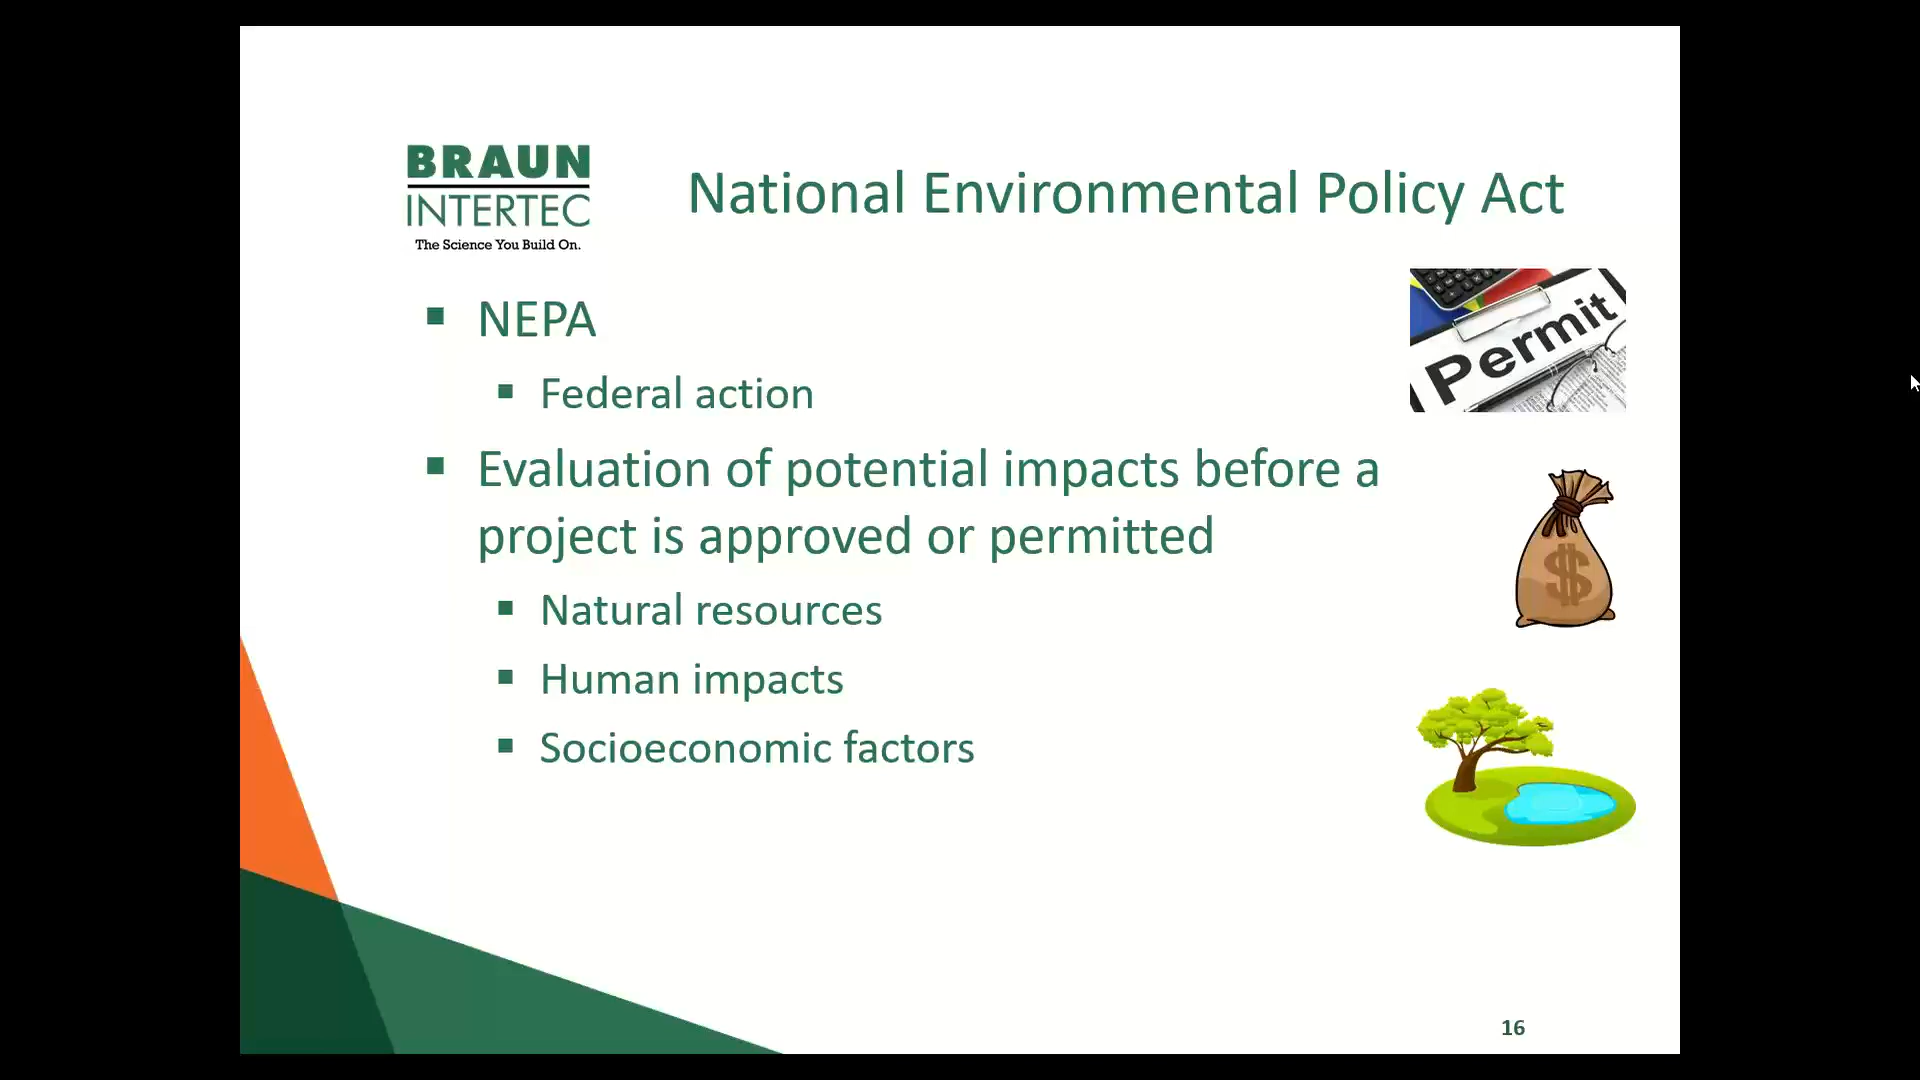 BRAUN
INTERTEC
The Science You Build On.
National Environmental Policy Act
NEPA
Federal action
Evaluation of potential impacts before a
project is approved or permitted
Natural resources
Human impacts
Socioeconomic factors
Permit
$
16